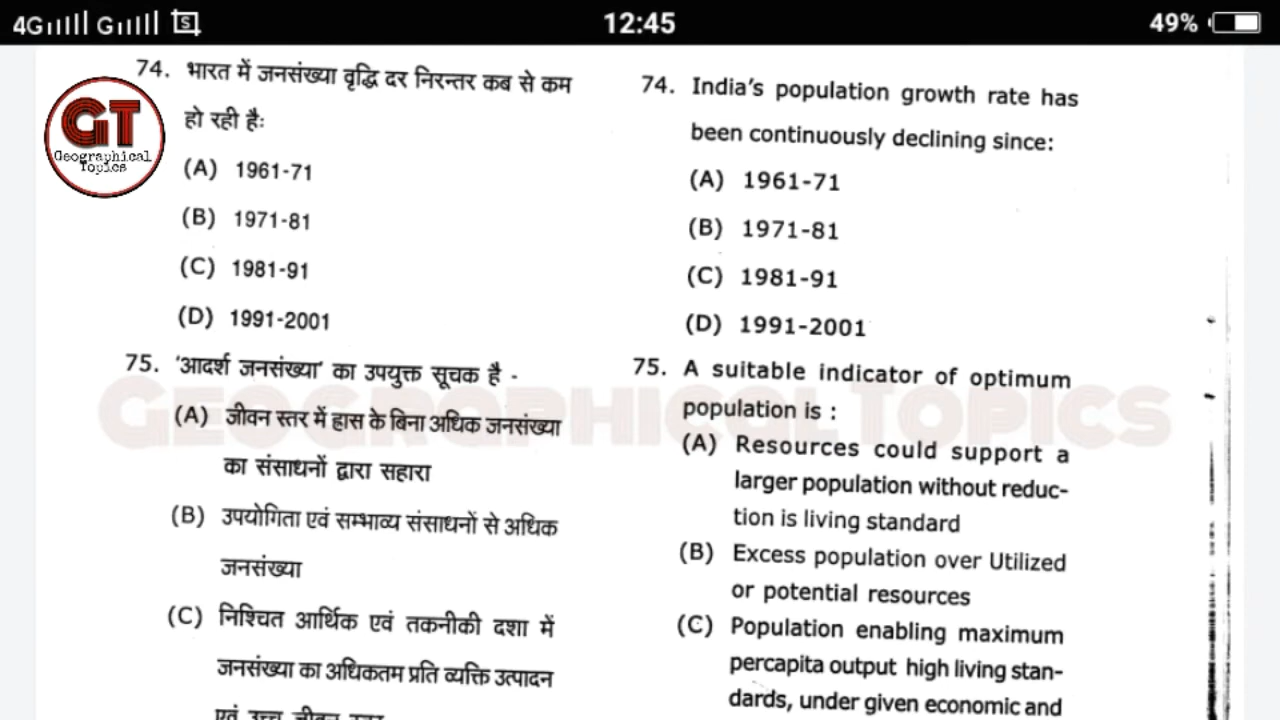 4G G S 12:45 49%
GT
Geographical
Topics
74. भारत में जनसंख्या वृद्धि दर निरन्तर कब से कम
हो रही हैः
(A) 1961-71
(B) 1971-81
(C) 1981-91
(D) 1991-2001
75. 'आदर्श जनसंख्या' का उपयुक्त सूचक है -
(A) जीवन स्तर में ह्रास के बिना अधिक जनसंख्या
का संसाधनों द्वारा सहारा
(B) उपयोगिता एवं सम्भाव्य संसाधनों से अधिक
जनसंख्या
(C) निश्चित आर्थिक एवं तकनीकी दशा में
जनसंख्या का अधिकतम प्रति व्यक्ति उत्पादन
एवं उच्च जीवन स्तर
74. India's population growth rate has
been continuously declining since:
(A) 1961-71
(B) 1971-81
(C) 1981-91
(D) 1991-2001
75. A suitable indicator of optimum
population is :
(A) Resources could support a
larger population without reduc-
tion is living standard
(B) Excess population over Utilized
or potential resources
(C) Population enabling maximum
percapita output high living stan-
dards, under given economic and
GEOGRAPHICAL TOPICS